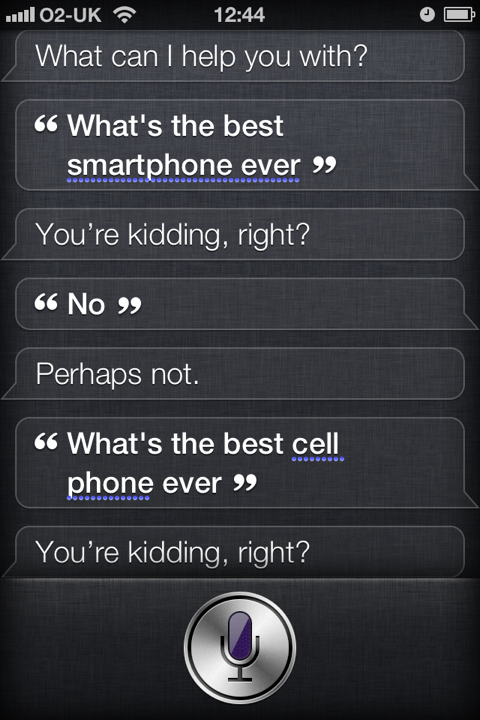 O2-UK 12:44
What can I help you with?
“ What's the best
smartphone ever ”
You’re kidding, right?
“ No ”
Perhaps not.
“ What's the best cell
phone ever ”
You’re kidding, right?